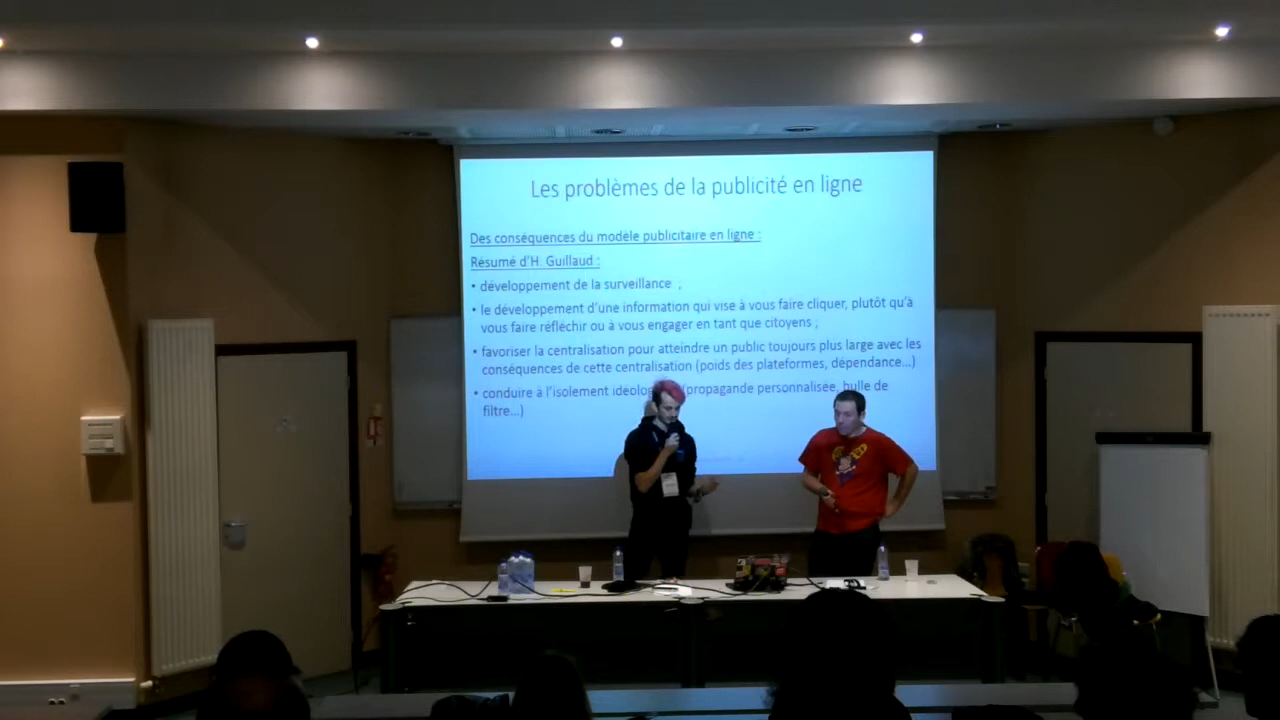 Les problèmes de la publicité en ligne
Des conséquences du modèle publicitaire en ligne :
Résumé d'H. Guillaud :
• développement de la surveillance ;
• le développement d'une information qui vise à vous faire cliquer, plutôt qu'à
vous faire réfléchir ou à vous engager en tant que citoyens ;
• favoriser la centralisation pour atteindre un public toujours plus large avec les
conséquences de cette centralisation (poids des plateformes, dépendance...)
• conduire à l'isolement (propagande personnalisée, bulle de
filtre...)